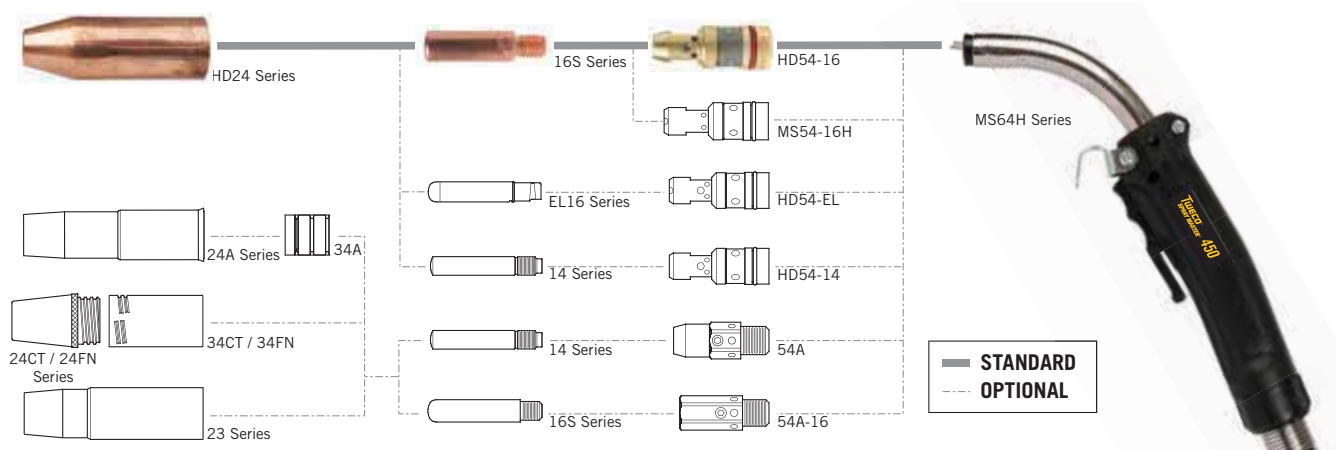 HD24 Series
16S Series
HD54-16
MS64H Series
MS54-16H
EL16 Series
HD54-EL
24A Series
34A
14 Series
HD54-14
TWECO
SPRAY MASTER
450
24CT / 24FN
Series
34CT / 34FN
14 Series
54A
STANDARD
OPTIONAL
23 Series
16S Series
54A-16